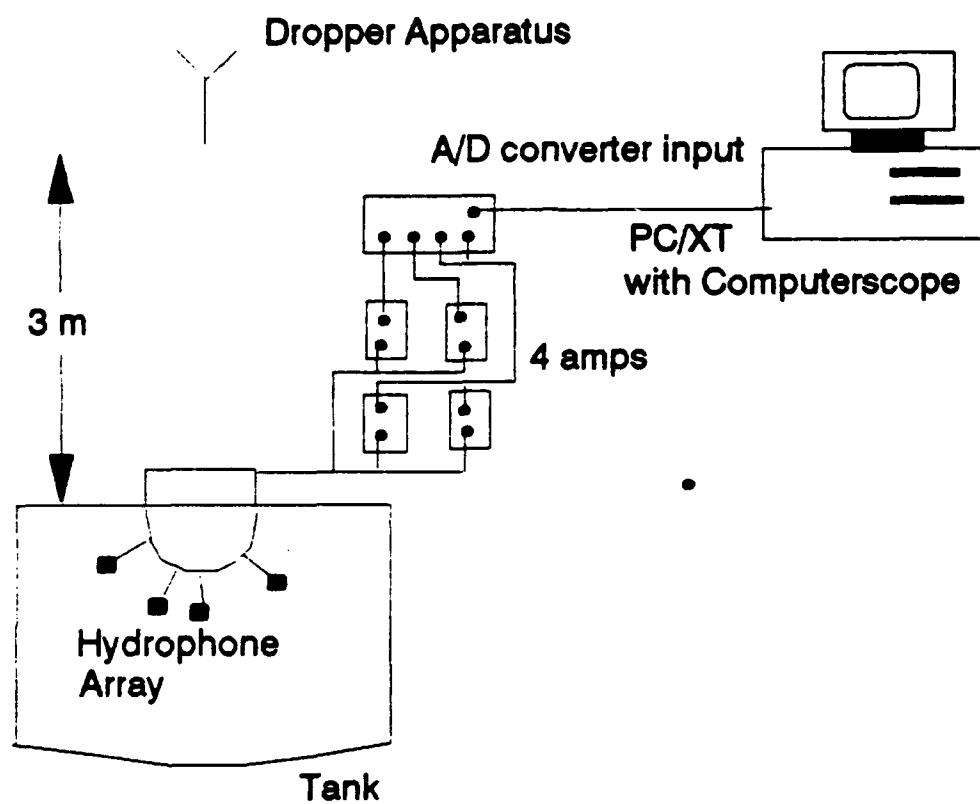 Dropper Apparatus
A/D converter input
PC/XT
with Computerscope
3 m
4 amps
Hydrophone
Array
Tank